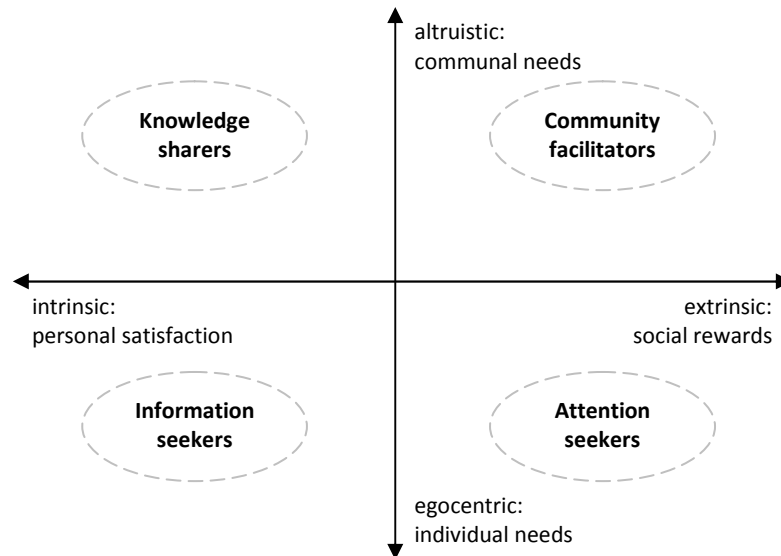 altruistic:
communal needs
Knowledge
sharers
Community
facilitators
intrinsic:
personal satisfaction
extrinsic:
social rewards
Information
seekers
Attention
seekers
egocentric:
individual needs